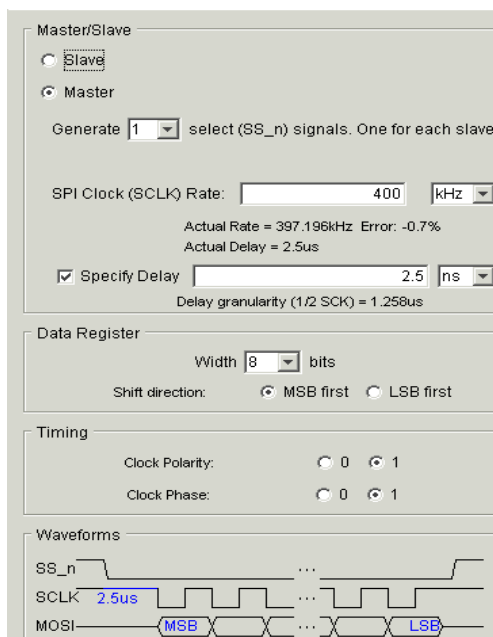 Master/Slave
Slave
Master
Generate 1 select (SS_n) signals. One for each slave
SPI Clock (SCLK) Rate: 400 kHz
Actual Rate = 397.196kHz Error: -0.7%
Actual Delay = 2.5us
Specify Delay 2.5 ns
Delay granularity (1/2 SCK) = 1.258us
Data Register
Width 8 bits
Shift direction: MSB first LSB first
Timing
Clock Polarity: 0 1
Clock Phase: 0 1
Waveforms
SS_n ...
SCLK 2.5us ...
MOSI MSB ... LSB